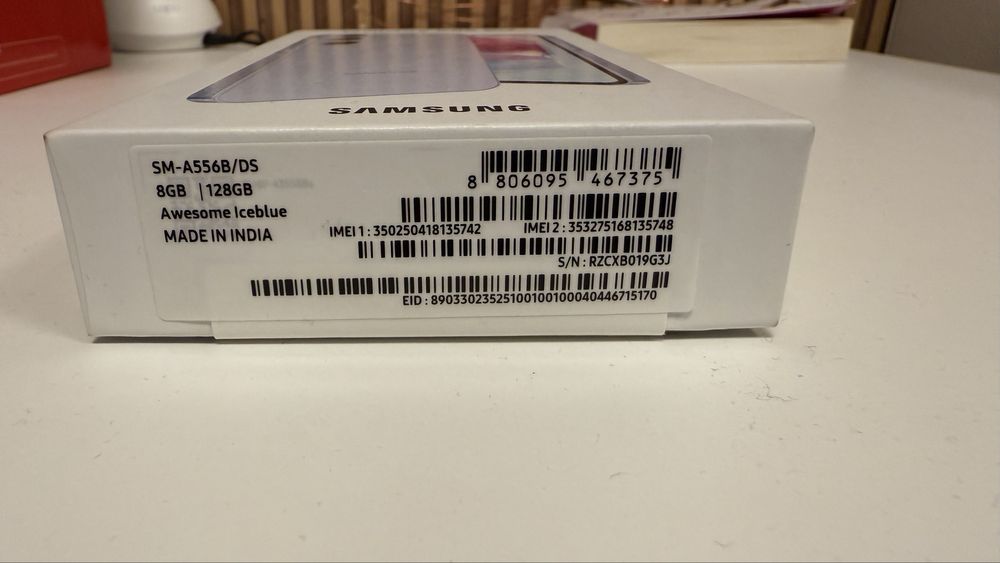 SAMSUNG
SM-A556B/DS
8GB | 128GB
Awesome Iceblue
MADE IN INDIA
8 806095 467375
IMEI 1 : 350250418135742 IMEI 2 : 353275168135748
S/N : RZCXB019G3J
EID : 89033023525100100100040446715170